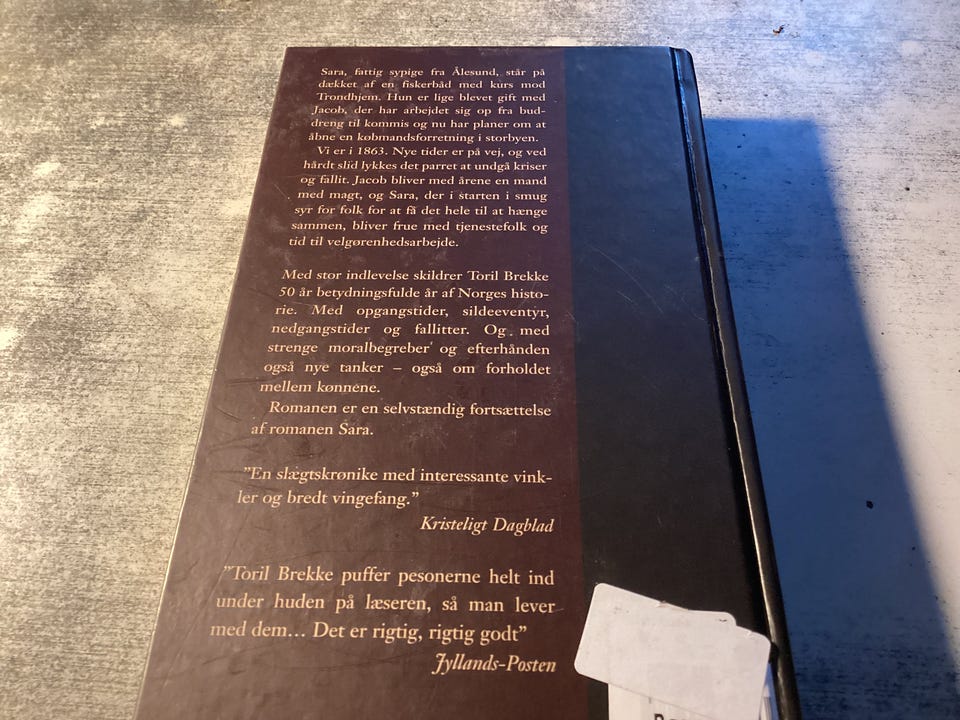 Sara, fattig sypige fra Ålesund, står på
dækket af en fiskerbåd med kurs mod
Trondhjem. Hun er lige blevet gift med
Jacob, der har arbejdet sig op fra bud-
dreng til kommis og nu har planer om at
åbne en købmandsforretning i storbyen.
Vi er i 1863. Nye tider er på vej, og ved
hårdt slid lykkes det parret at undgå kriser
og fallit. Jacob bliver med årene en mand
med magt, og Sara, der i starten i smug
syr for folk for at få det hele til at hænge
sammen, bliver frue med tjenestefolk og
tid til velgørenhedsarbejde.
Med stor indlevelse skildrer Toril Brekke
50 år betydningsfulde år af Norges histo-
rie. Med opgangstider, sildeeventyr,
nedgangstider og fallitter. Og med
strenge moralbegreber og efterhånden
også nye tanker – også om forholdet
mellem kønnene.
Romanen er en selvstændig fortsættelse
af romanen Sara.
"En slægtskrønike med interessante vink-
ler og bredt vingefang."
Kristeligt Dagblad
"Toril Brekke puffer pesonerne helt ind
under huden på læseren, så man lever
med dem... Det er rigtig, rigtig godt"
Jyllands-Posten